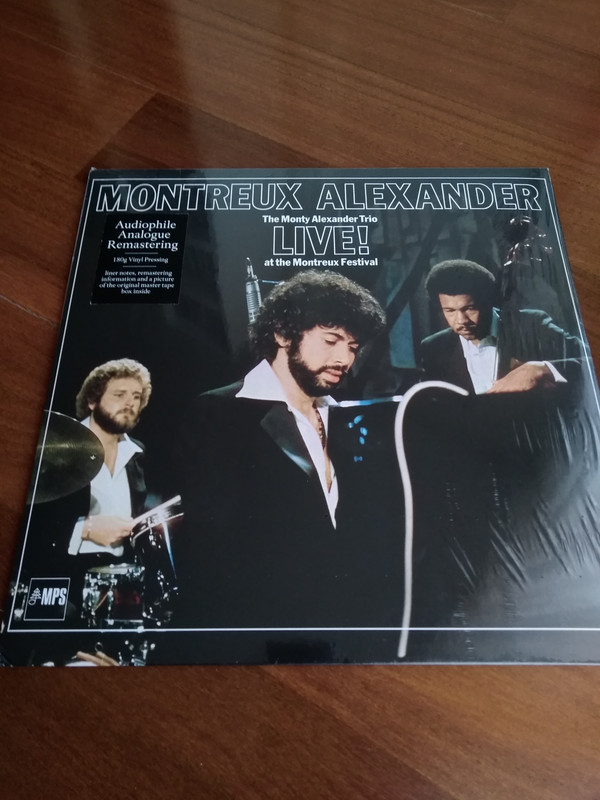 MONTREUX ALEXANDER
The Monty Alexander Trio
LIVE!
at the Montreux Festival
Audiophile
Analogue
Remastering
180g Vinyl Pressing
liner notes, remastering
information and a picture
of the original master tape
box inside
MPS